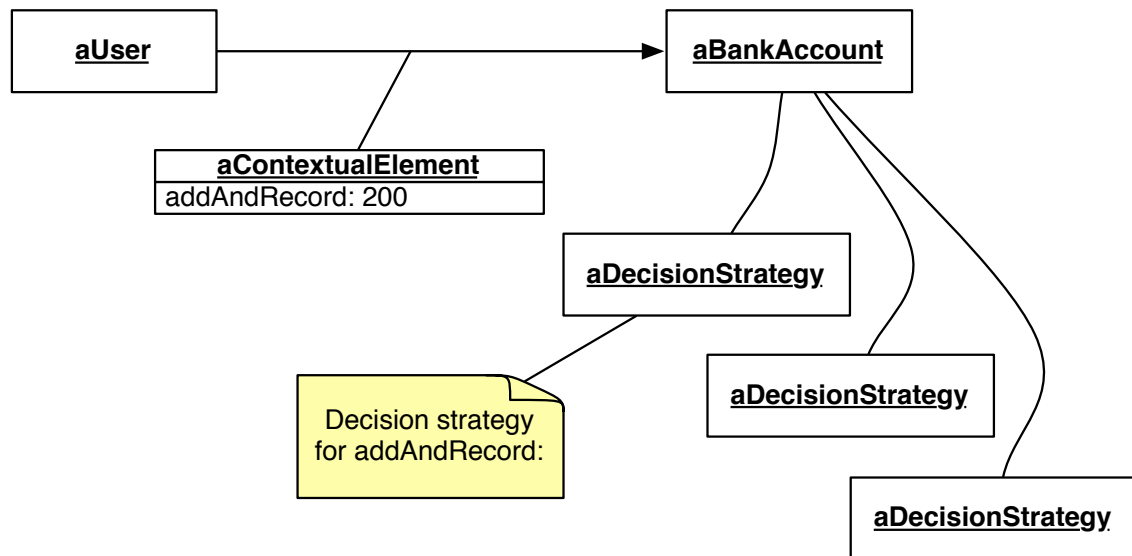 aUser
aBankAccount
aContextualElement
addAndRecord: 200
aDecisionStrategy
aDecisionStrategy
Decision strategy
for addAndRecord:
aDecisionStrategy